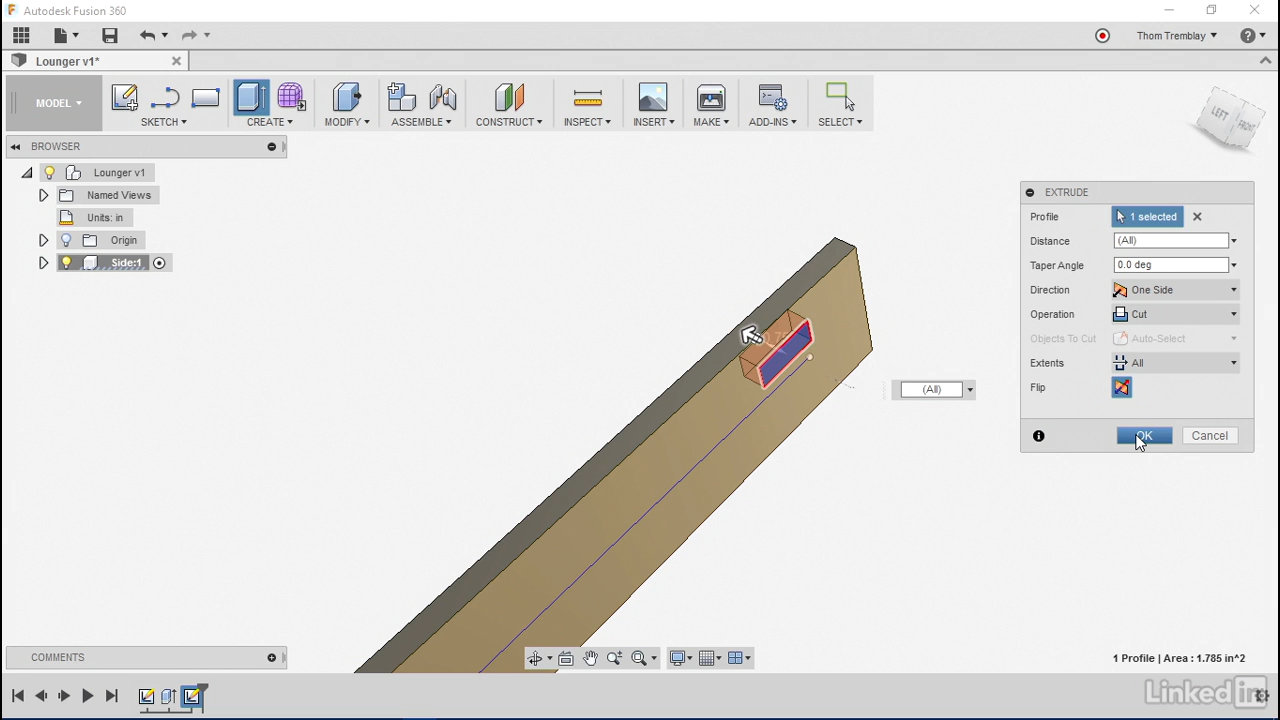 Autodesk Fusion 360
Thom Tremblay
Lounger v1*
MODEL
SKETCH
CREATE
MODIFY
ASSEMBLE
CONSTRUCT
INSPECT
INSERT
MAKE
ADD-INS
SELECT
LEFT
FRONT
BROWSER
Lounger v1
Named Views
Units: in
Origin
Side:1
EXTRUDE
Profile 1 selected
Distance (All)
Taper Angle 0.0 deg
Direction One Side
Operation Cut
Objects To Cut Auto-Select
Extents All
Flip
OK Cancel
(All)
COMMENTS
1 Profile | Area : 1.785 in^2
LinkedIn